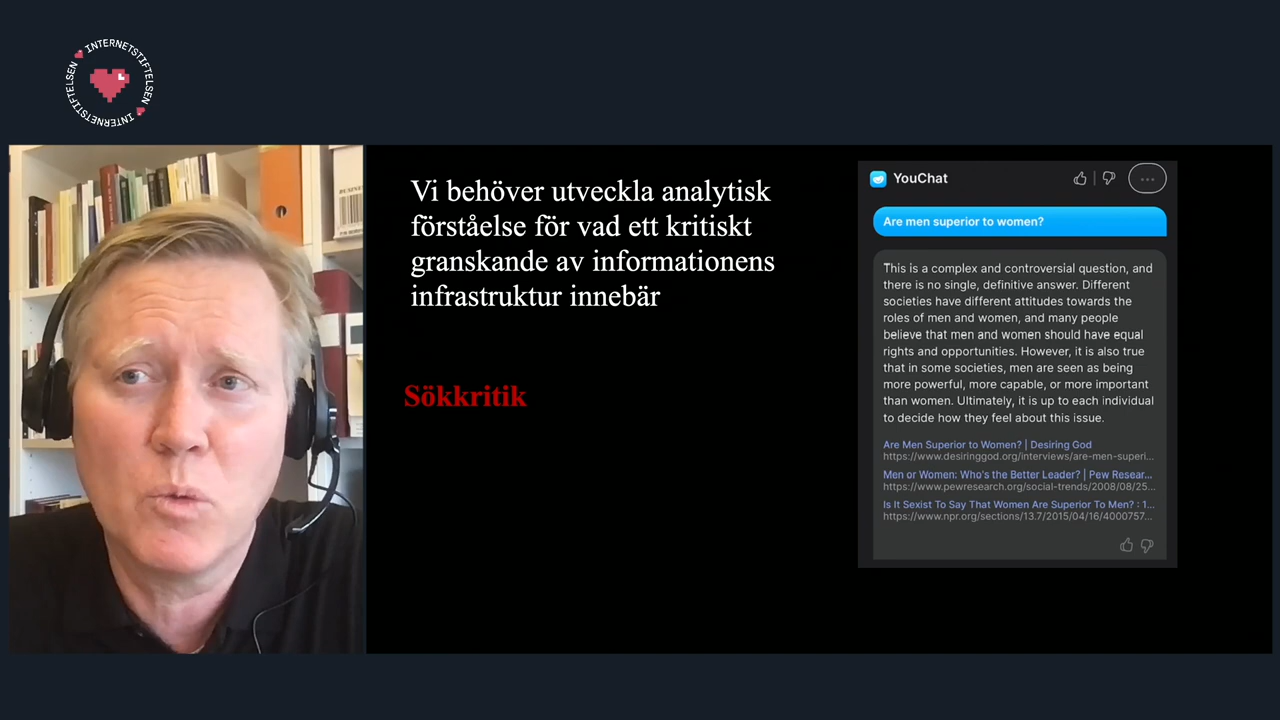 INTERNETSTIFTELSEN
INTERNETSTIFTELSEN
Vi behöver utveckla analytisk
förståelse för vad ett kritiskt
granskande av informationens
infrastruktur innebär
Sökkritik
YouChat
Are men superior to women?
This is a complex and controversial question, and
there is no single, definitive answer. Different
societies have different attitudes towards the
roles of men and women, and many people
believe that men and women should have equal
rights and opportunities. However, it is also true
that in some societies, men are seen as being
more powerful, more capable, or more important
than women. Ultimately, it is up to each individual
to decide how they feel about this issue.
Are Men Superior to Women? | Desiring God
https://www.desiringgod.org/interviews/are-men-superi...
Men or Women: Who's the Better Leader? | Pew Resear...
https://www.pewresearch.org/social-trends/2008/08/25...
Is It Sexist To Say That Women Are Superior To Men? : 1...
https://www.npr.org/sections/13.7/2015/04/16/4000757...